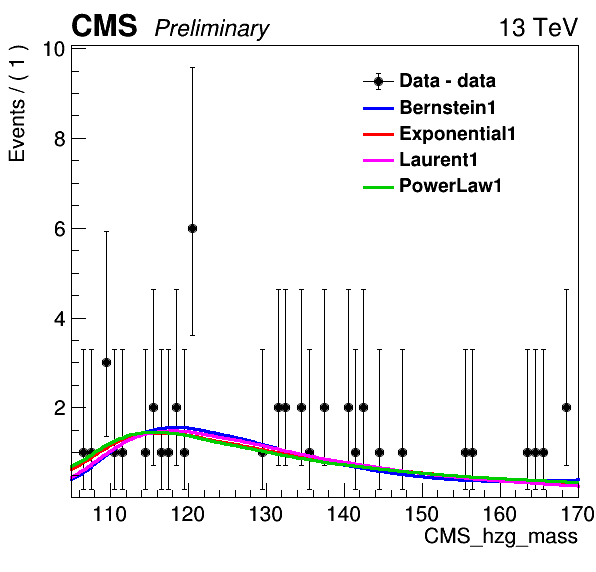 CMS Preliminary 13 TeV
Events / ( 1 )
10
8
6
4
2
Data - data
Bernstein1
Exponential1
Laurent1
PowerLaw1
110 120 130 140 150 160 170
CMS_hzg_mass